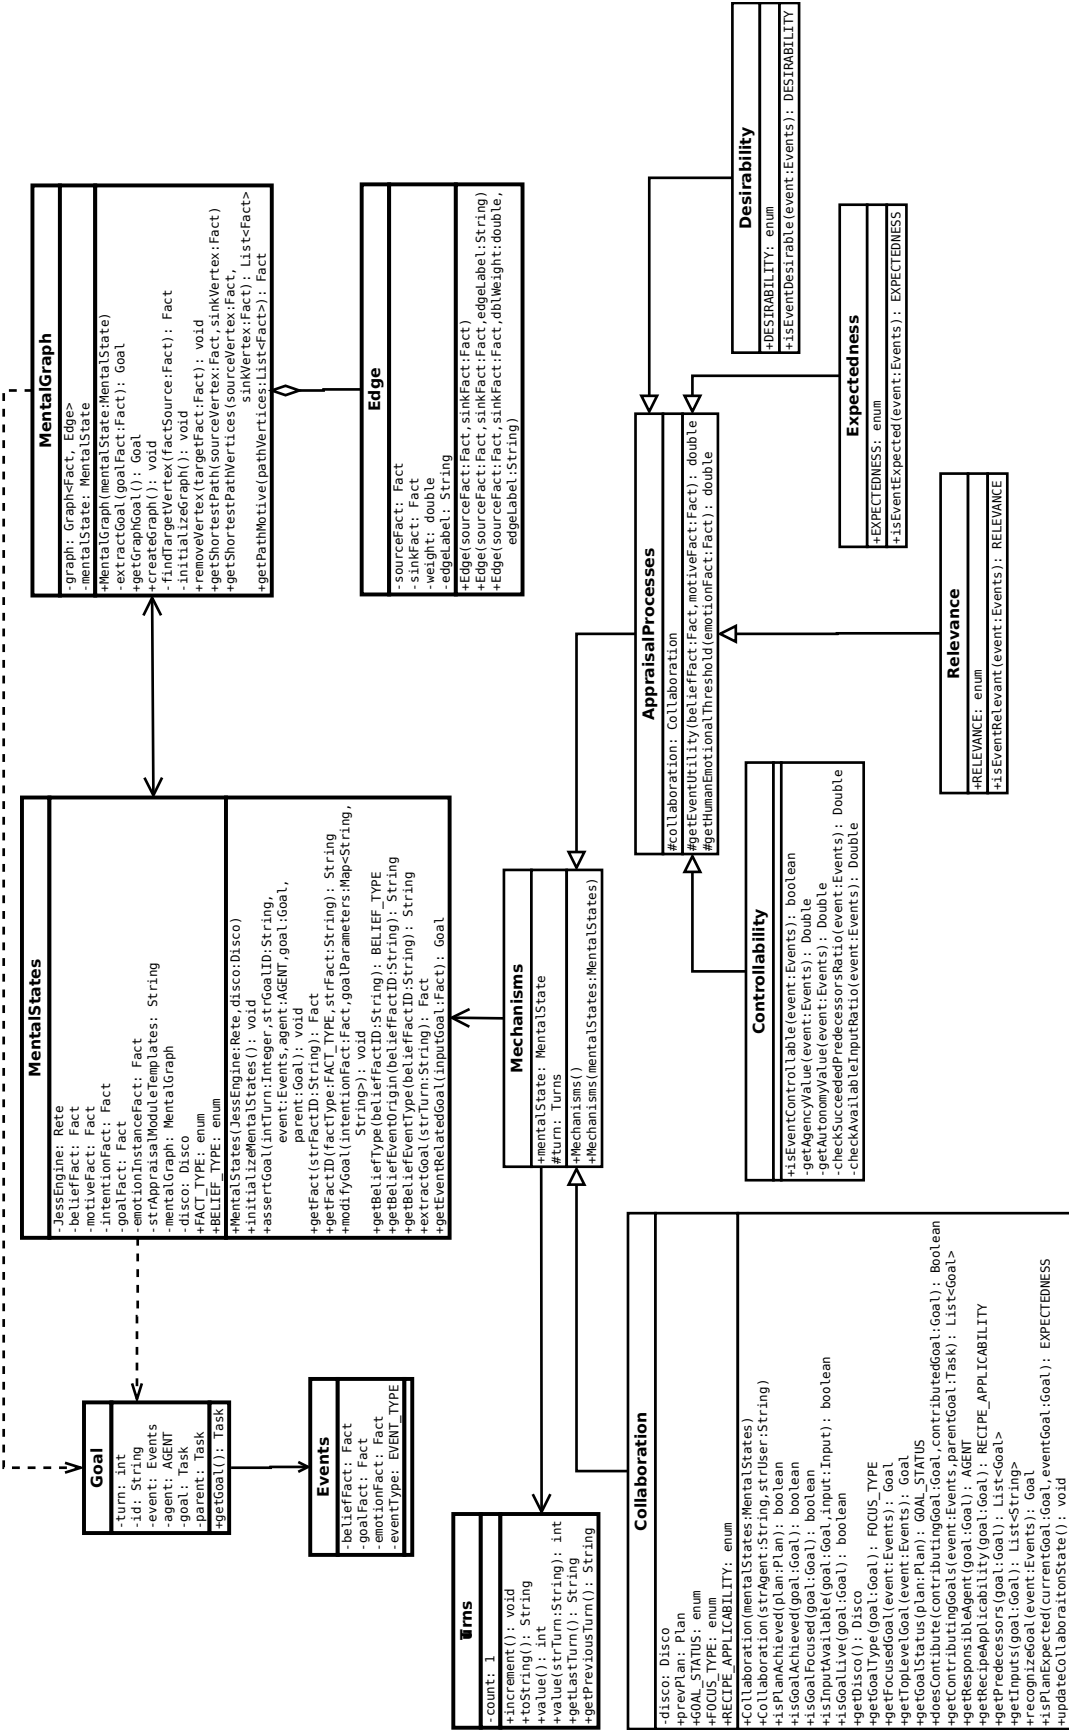 MentalGraph
-graph: Graph<Fact, Edge>
-mentalState: MentalState
+MentalGraph(mentalState:MentalState)
-extractGoal(goalFact:Fact): Goal
+getGraphGoal(): Goal
+createGraph(): void
-findTargetVertex(factSource:Fact): Fact
-initializeGraph(): void
+removeVertex(targetFact:Fact): void
+getShortestPath(sourceVertex:Fact,sinkVertex:Fact)
+getShortestPathVertices(sourceVertex:Fact,
sinkVertex:Fact): List<Fact>
+getPathMotive(pathVertices:List<Fact>): Fact
Edge
-sourceFact: Fact
-sinkFact: Fact
-weight: double
-edgeLabel: String
+Edge(sourceFact:Fact,sinkFact:Fact)
+Edge(sourceFact:Fact,sinkFact:Fact,edgeLabel:String)
+Edge(sourceFact:Fact,sinkFact:Fact,dblWeight:double,
edgeLabel:String)
MentalStates
-JessEngine: Rete
-beliefFact: Fact
-motiveFact: Fact
-intentionFact: Fact
-goalFact: Fact
-emotionInstanceFact: Fact
-strAppraisalModuleTemplates: String
-mentalGraph: MentalGraph
-disco: Disco
+FACT_TYPE: enum
+BELIEF_TYPE: enum
+MentalStates(JessEngine:Rete,disco:Disco)
+initializeMentalStates(): void
+assertGoal(intTurn:Integer,strGoalID:String,
event:Events,agent:AGENT,goal:Goal,
parent:Goal): void
+getFact(strFactID:String): Fact
+getFactID(factType:FACT_TYPE,strFact:String): String
+modifyGoal(intentionFact:Fact,goalParameters:Map<String,
String>): void
+getBeliefType(beliefFactID:String): BELIEF_TYPE
+getBeliefEventOrigin(beliefFactID:String): String
+getBeliefEventType(beliefFactID:String): String
+extractGoal(strTurn:String): Fact
+getEventRelatedGoal(inputGoal:Fact): Goal
Goal
-turn: int
-id: String
-event: Events
-agent: AGENT
-goal: Task
-parent: Task
+getGoal(): Task
Events
-beliefFact: Fact
-goalFact: Fact
-emotionFact: Fact
-eventType: EVENT_TYPE
Turns
-count: 1
+increment(): void
+toString(): String
+value(): int
+value(strTurn:String): int
+getLastTurn(): String
+getPreviousTurn(): String
Mechanisms
+mentalState: MentalState
#turn: Turns
+Mechanisms()
+Mechanisms(mentalStates:MentalStates)
AppraisalProcesses
#collaboration: Collaboration
#getEventUtility(beliefFact:Fact,motiveFact:Fact): double
#getHumanEmotionalThreshold(emotionFact:Fact): double
Desirability
+DESIRABILITY: enum
+isEventDesirable(event:Events): DESIRABILITY
Expectedness
+EXPECTEDNESS: enum
+isEventExpected(event:Events): EXPECTEDNESS
Relevance
+RELEVANCE: enum
+isEventRelevant(event:Events): RELEVANCE
Controllability
+isEventControllable(event:Events): boolean
-getAgencyValue(event:Events): Double
-getAutonomyValue(event:Events): Double
-checkSucceededPredecessorsRatio(event:Events): Double
-checkAvailableInputRatio(event:Events): Double
Collaboration
-disco: Disco
+prevPlan: Plan
+GOAL_STATUS: enum
+FOCUS_TYPE: enum
+RECIPE_APPLICABILITY: enum
+Collaboration(mentalStates:MentalStates)
+Collaboration(strAgent:String,strUser:String)
+isPlanAchieved(plan:Plan): boolean
+isGoalAchieved(goal:Goal): boolean
+isGoalFocused(goal:Goal): boolean
+isInputAvailable(goal:Goal,input:Input): boolean
+isGoalLive(goal:Goal): boolean
+getDisco(): Disco
+getGoalType(goal:Goal): FOCUS_TYPE
+getFocusedGoal(event:Events): Goal
+getTopLevelGoal(event:Events): Goal
+getGoalStatus(plan:Plan): GOAL_STATUS
+doesContibute(contributingGoal:Goal,contributedGoal:Goal): Boolean
+getContributingGoals(event:Events,parentGoal:Task): List<Goal>
+getResponsibleAgent(goal:Goal): AGENT
+getRecipeApplicability(goal:Goal): RECIPE_APPLICABILITY
+getPredecessors(goal:Goal): List<Goal>
+getInputs(goal:Goal): List<String>
+recognizeGoal(event:Events): Goal
+isPlanExpected(currentGoal:Goal,eventGoal:Goal): EXPECTEDNESS
+updateCollaboraitonState(): void